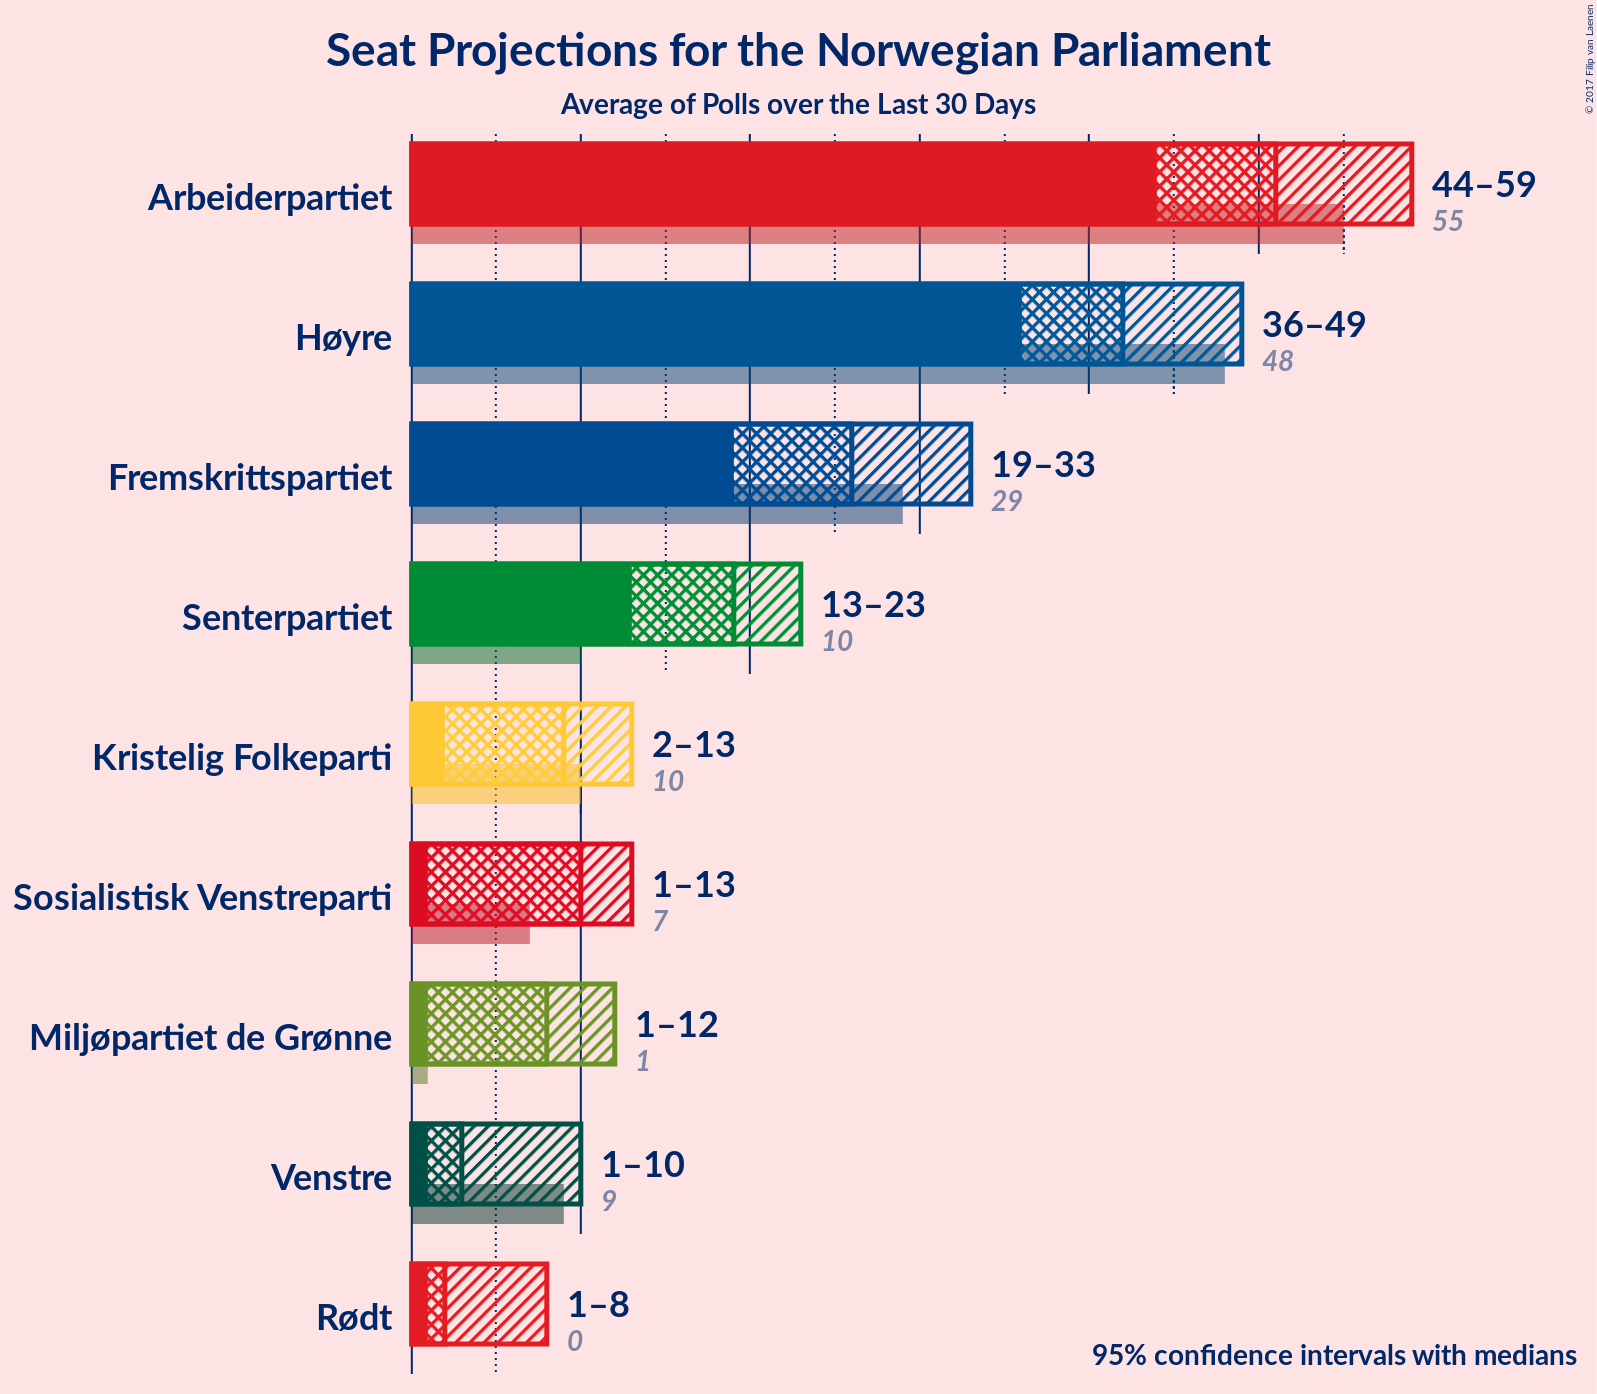 Seat Projections for the Norwegian Parliament
Average of Polls over the Last 30 Days
© 2017 Filip van Laenen
Arbeiderpartiet
44–59
55
Høyre
36–49
48
Fremskrittspartiet
19–33
29
Senterpartiet
13–23
10
Kristelig Folkeparti
2–13
10
Sosialistisk Venstreparti
1–13
7
Miljøpartiet de Grønne
1–12
1
Venstre
1–10
9
Rødt
1–8
0
95% confidence intervals with medians